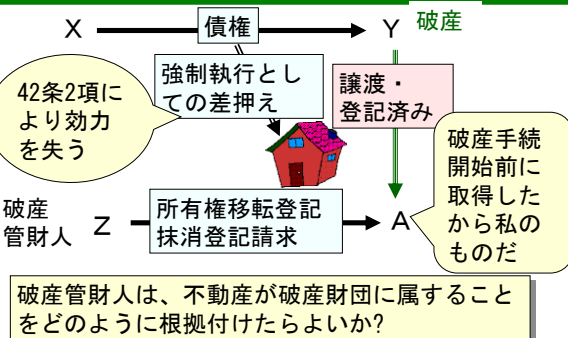 X
債権
Y
破産
42条2項に
より効力
を失う
強制執行とし
ての差押え
譲渡・
登記済み
破産手続
開始前に
取得した
から私の
ものだ
破産
管財人
Z
所有権移転登記
抹消登記請求
A
破産管財人は、不動産が破産財団に属すること
をどのように根拠付けたらよいか?